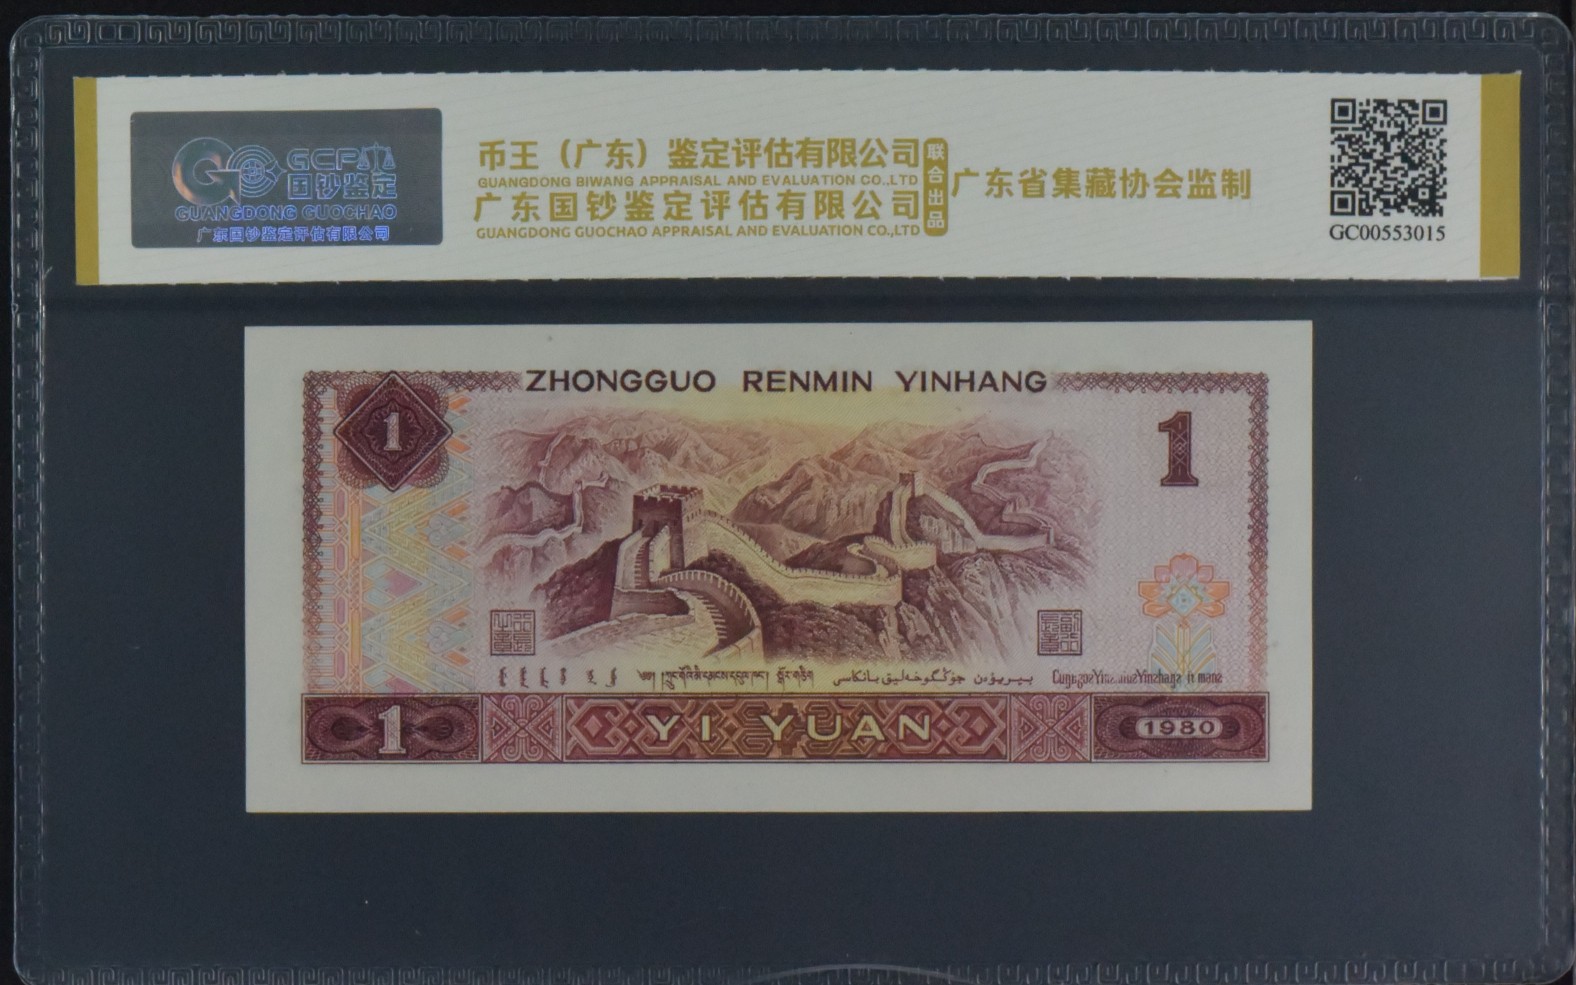 GCP
国钞鉴定
GUANGDONG GUOCHAO
广东国钞鉴定评估有限公司
币王（广东）鉴定评估有限公司
GUANGDONG BIWANG APPRAISAL AND EVALUATION CO.,LTD
广东国钞鉴定评估有限公司
GUANGDONG GUOCHAO APPRAISAL AND EVALUATION CO.,LTD
联合出品
广东省集藏协会监制
GC00553015
ZHONGGUO RENMIN YINHANG
1
1
1
YI YUAN
1980